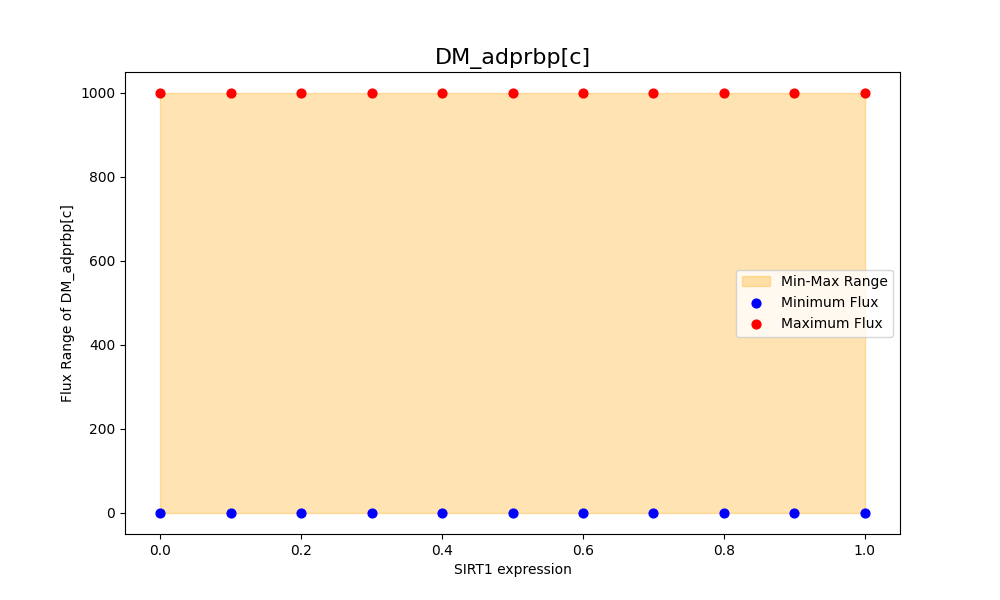 DM_adprbp[c]
1000
800
600
400
200
0
Flux Range of DM_adprbp[c]
Min-Max Range
Minimum Flux
Maximum Flux
0.0 0.2 0.4 0.6 0.8 1.0
SIRT1 expression